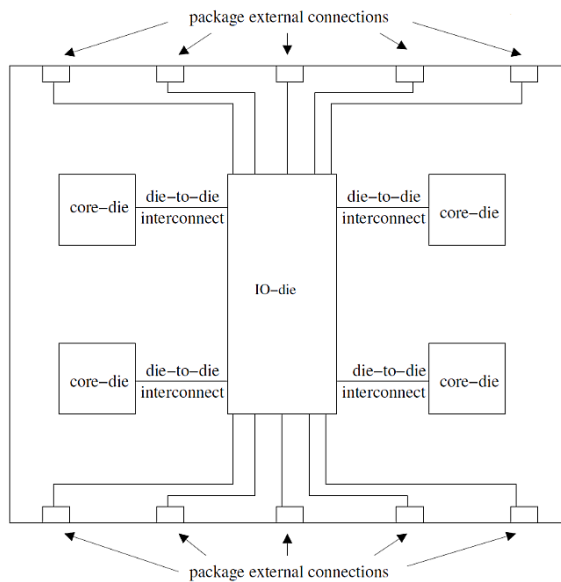 package external connections
core−die
die−to−die
interconnect
die−to−die
interconnect
core−die
IO−die
core−die
die−to−die
interconnect
die−to−die
interconnect
core−die
package external connections